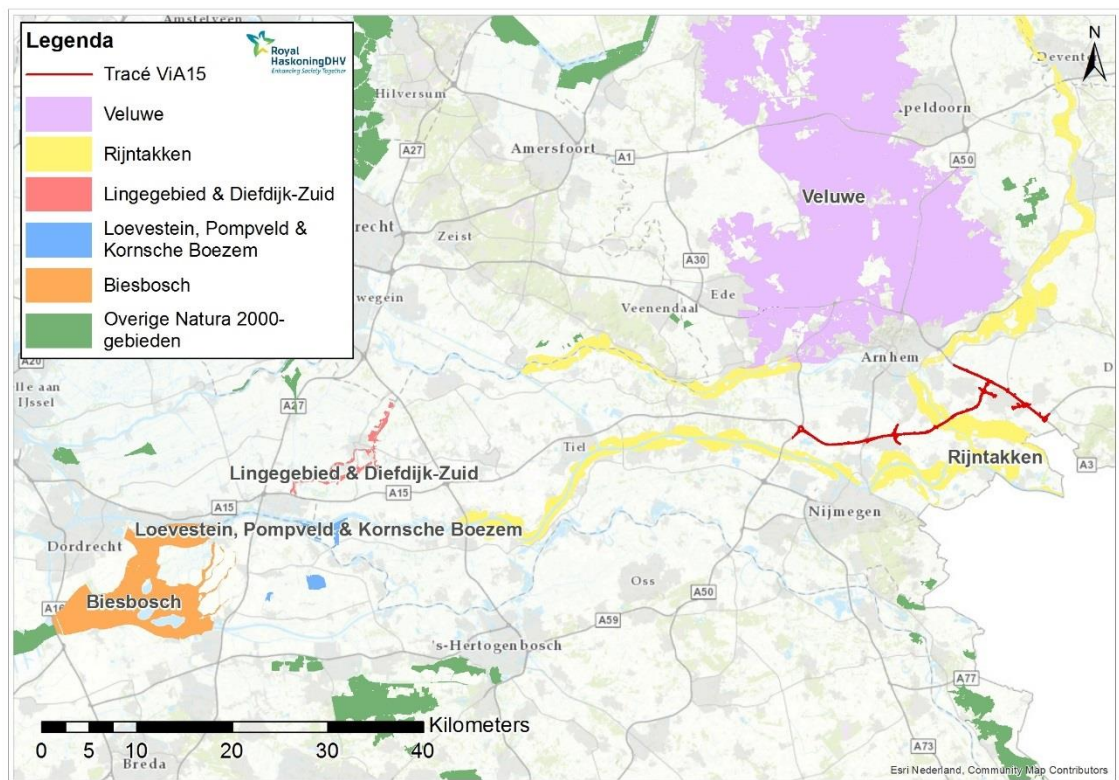 Amstelveen
Legenda
Royal
HaskoningDHV
Enhancing Society Together
Tracé ViA15
Veluwe
Rijntakken
Lingegebied & Diefdijk-Zuid
Loevestein, Pompveld &
Kornsche Boezem
Biesbosch
Overige Natura 2000-
gebieden
N
Deventer
Hilversum
Apeldoorn
A27
Amersfoort
A1
A50
Veluwe
recht
Zeist
A30
Ede
Veenendaal
wegein
A20
Arnhem
D
lle aan
IJssel
A27
Tiel
Lingegebied & Diefdijk-Zuid
Rijntakken
A3
A15
A15
Loevestein, Pompveld & Kornsche Boezem
Nijmegen
Dordrecht
Oss
A50
Biesbosch
A16
A59
's-Hertogenbosch
A77
Kilometers
0 5 10 20 30 40
A73
Breda
Esri Nederland, Community Map Contributors